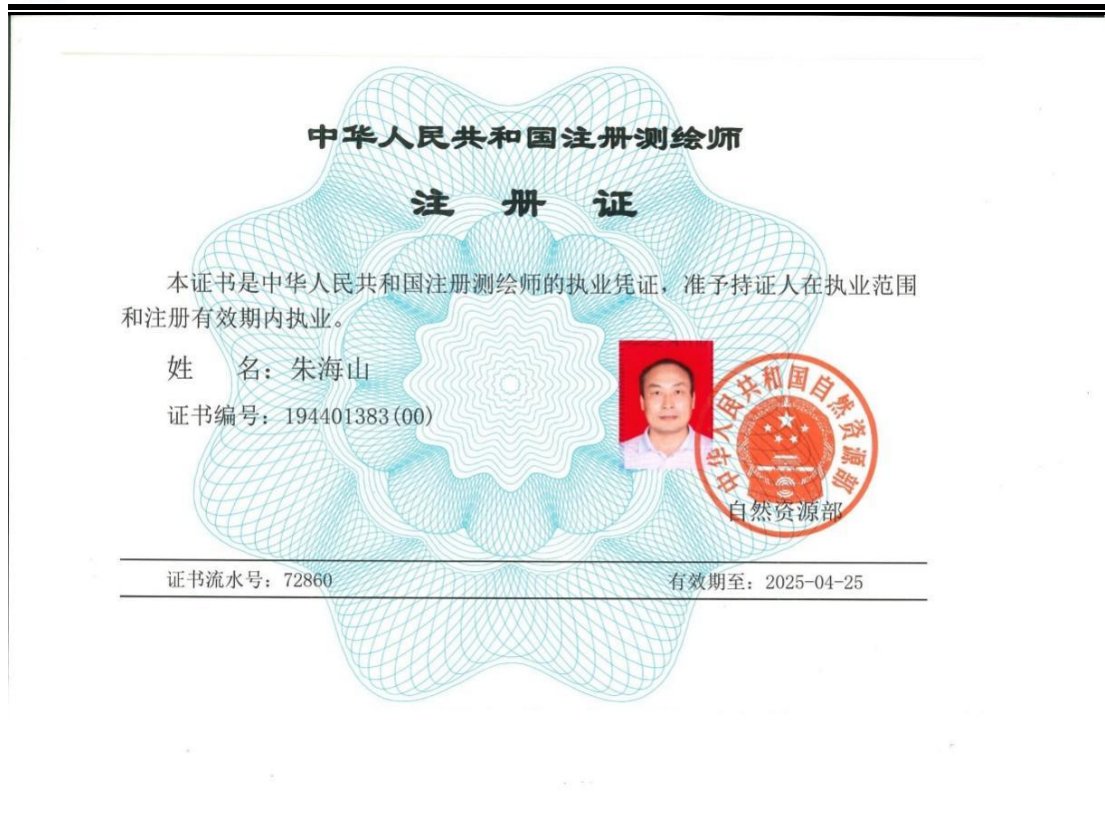 中华人民共和国注册测绘师
注 册 证
本证书是中华人民共和国注册测绘师的执业凭证，准予持证人在执业范围
和注册有效期内执业。
姓 名：朱海山
证书编号：194401383(00)
中华人民共和国自然资源部
自然资源部
证书流水号：72860
有效期至：2025-04-25